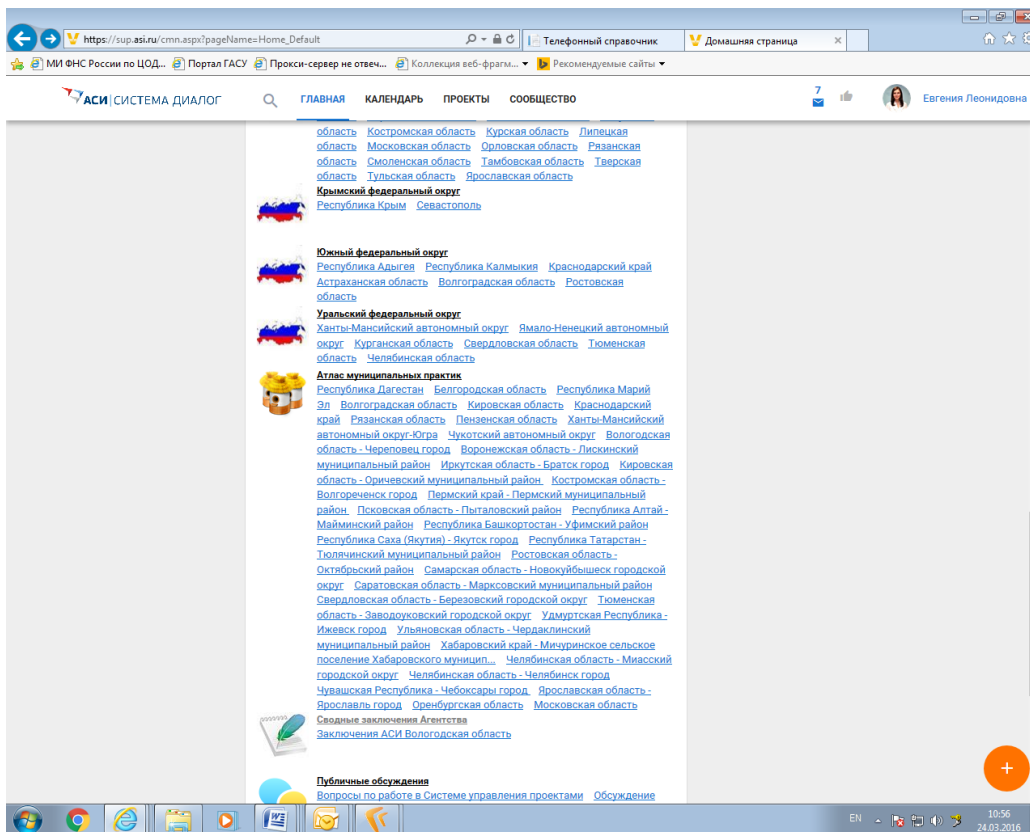 https://sup.asi.ru/cmn.aspx?pageName=Home_Default
Телефонный справочник
Домашняя страница
МИ ФНС России по ЦОД... Портал ГАСУ Прокси-сервер не отвеч... Коллекция веб-фрагм... Рекомендуемые сайты
АСИ СИСТЕМА ДИАЛОГ ГЛАВНАЯ КАЛЕНДАРЬ ПРОЕКТЫ СООБЩЕСТВО 7 Евгения Леонидовна
область Костромская область Курская область Липецкая
область Московская область Орловская область Рязанская
область Смоленская область Тамбовская область Тверская
область Тульская область Ярославская область
Крымский федеральный округ
Республика Крым Севастополь
Южный федеральный округ
Республика Адыгея Республика Калмыкия Краснодарский край
Астраханская область Волгоградская область Ростовская
область
Уральский федеральный округ
Ханты-Мансийский автономный округ Ямало-Ненецкий автономный
округ Курганская область Свердловская область Тюменская
область Челябинская область
Атлас муниципальных практик
Республика Дагестан Белгородская область Республика Марий
Эл Волгоградская область Кировская область Краснодарский
край Рязанская область Пензенская область Ханты-Мансийский
автономный округ-Югра Чукотский автономный округ Вологодская
область - Череповец город Воронежская область - Лискинский
муниципальный район Иркутская область - Братск город Кировская
область - Оричевский муниципальный район Костромская область -
Волгореченск город Пермский край - Пермский муниципальный
район Псковская область - Пыталовский район Республика Алтай -
Майминский район Республика Башкортостан - Уфимский район
Республика Саха (Якутия) - Якутск город Республика Татарстан -
Тюлячинский муниципальный район Ростовская область -
Октябрьский район Самарская область - Новокуйбышеск городской
округ Саратовская область - Марксовский муниципальный район
Свердловская область - Березовский городской округ Тюменская
область - Заводоуковский городской округ Удмуртская Республика -
Ижевск город Ульяновская область - Чердаклинский
муниципальный район Хабаровский край - Мичуринское сельское
поселение Хабаровского муницип... Челябинская область - Миасский
городской округ Челябинская область - Челябинск город
Чувашская Республика - Чебоксары город Ярославская область -
Ярославль город Оренбургская область Московская область
Сводные заключения Агентства
Заключения АСИ Вологодская область
Публичные обсуждения
Вопросы по работе в Системе управления проектами Обсуждение
EN
10:56
24.03.2016